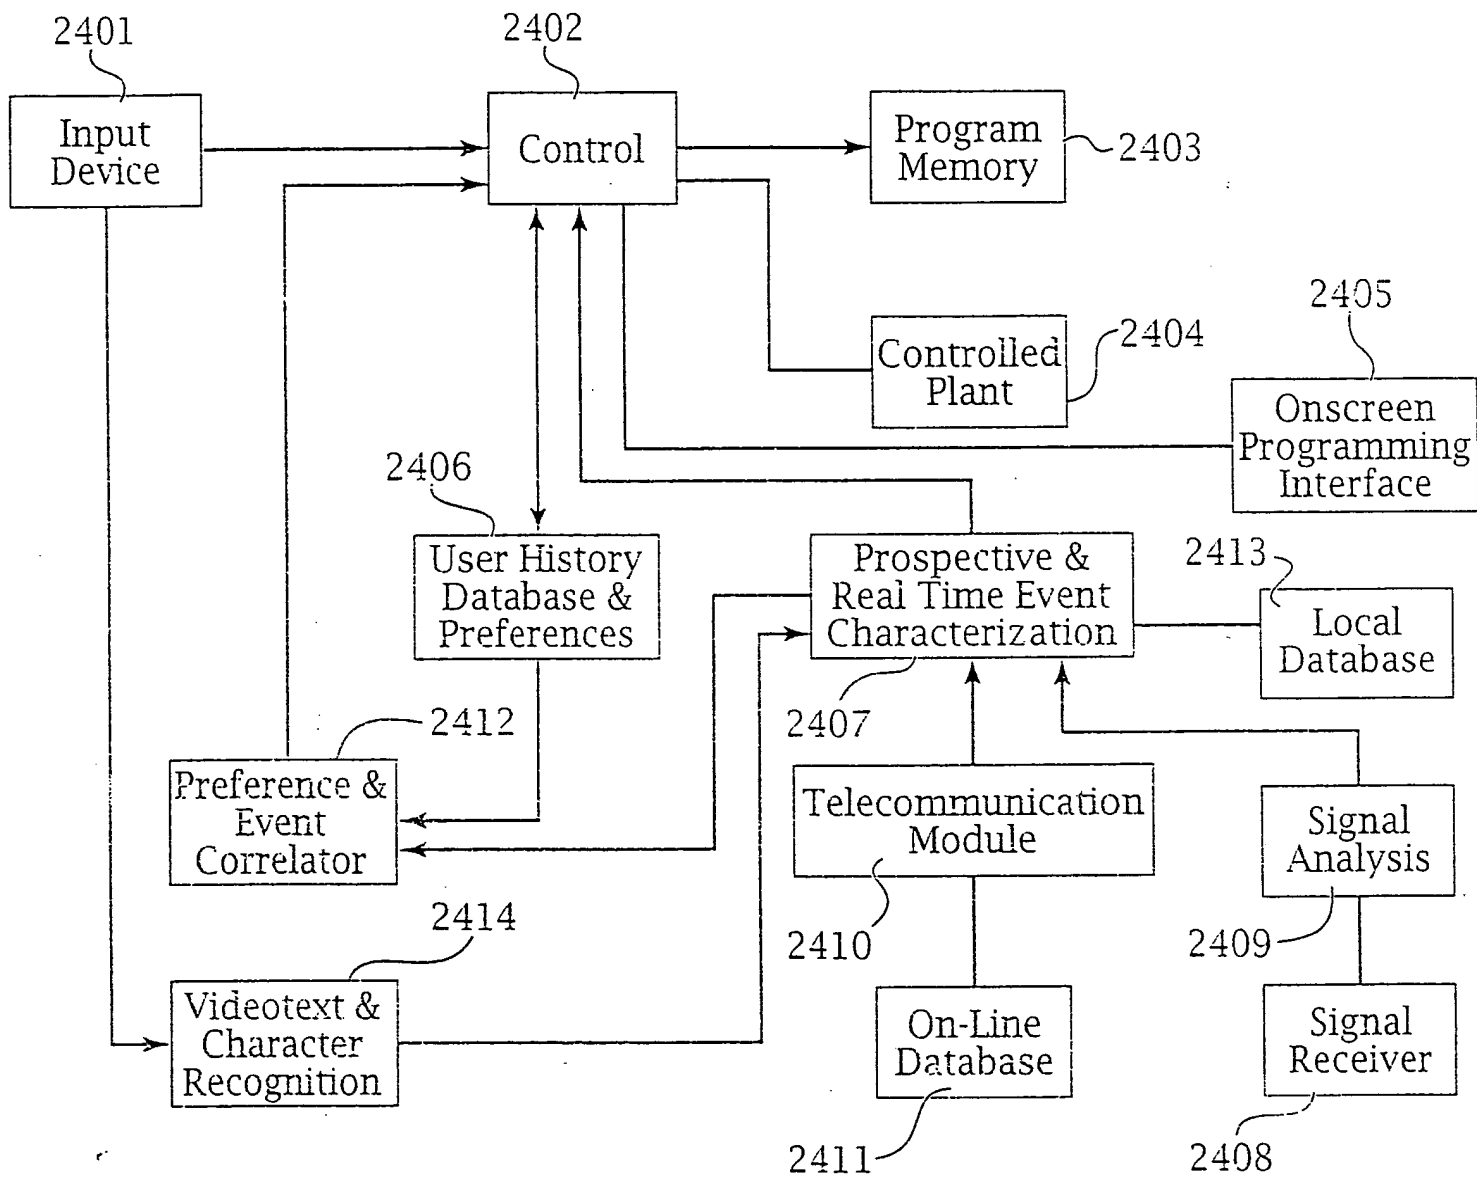 2401
2402
Input
Device
Control
Program
Memory
2403
2405
2404
Controlled
Plant
Onscreen
Programming
Interface
2406
User History
Database &
Preferences
Prospective &
Real Time Event
Characterization
2413
Local
Database
2407
2412
Preference &
Event
Correlator
Telecommunication
Module
Signal
Analysis
2414
2410
2409
Videotext &
Character
Recognition
On-Line
Database
Signal
Receiver
2411
2408